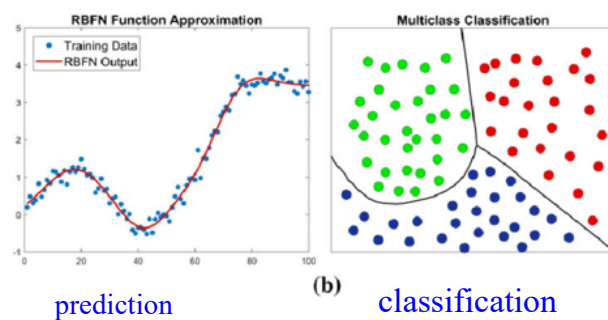 RBFN Function Approximation
5
4
3
2
1
0
-1
0 20 40 60 80 100
Training Data
RBFN Output
Multiclass Classification
(b)
prediction
classification